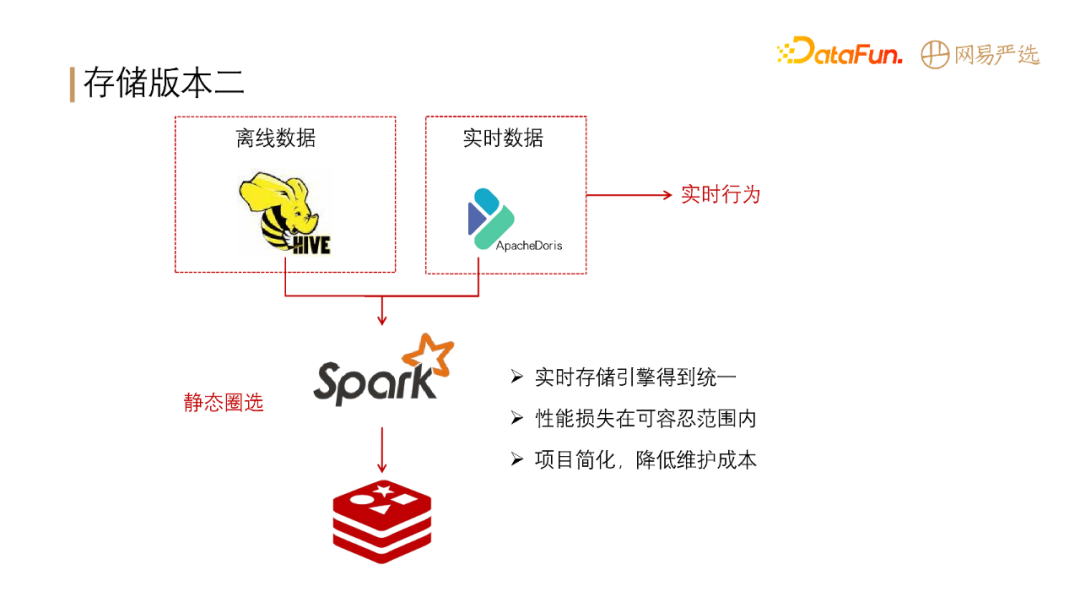 DataFun.
网易严选
存储版本二
离线数据
实时数据
HIVE
ApacheDoris
实时行为
Spark
静态圈选
➢ 实时存储引擎得到统一
➢ 性能损失在可容忍范围内
➢ 项目简化，降低维护成本